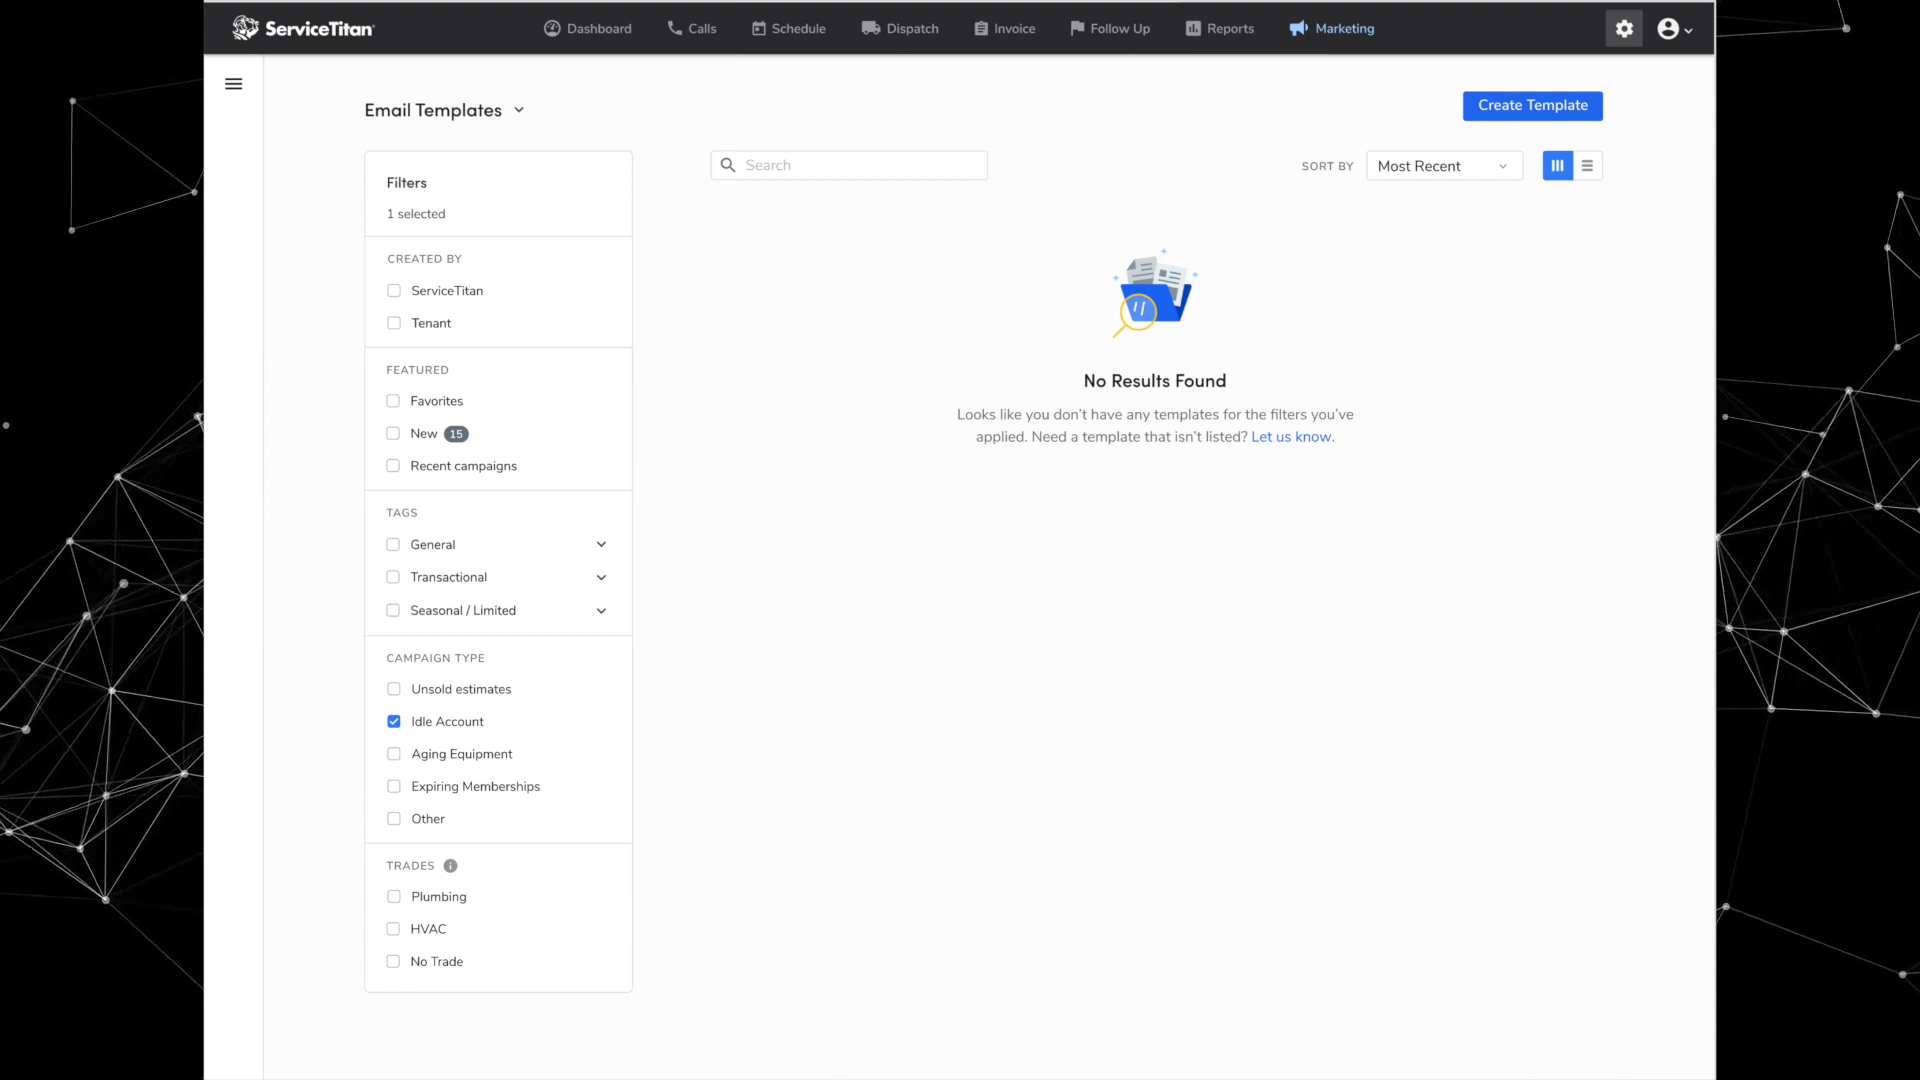 ServiceTitan
Dashboard
Calls
Schedule
Dispatch
Invoice
Follow Up
Reports
Marketing
Email Templates
Create Template
Filters
1 selected
Search
SORT BY
Most Recent
CREATED BY
ServiceTitan
Tenant
FEATURED
Favorites
New 15
Recent campaigns
TAGS
General
Transactional
Seasonal / Limited
CAMPAIGN TYPE
Unsold estimates
Idle Account
Aging Equipment
Expiring Memberships
Other
TRADES
Plumbing
HVAC
No Trade
No Results Found
Looks like you don’t have any templates for the filters you’ve
applied. Need a template that isn’t listed? Let us know.